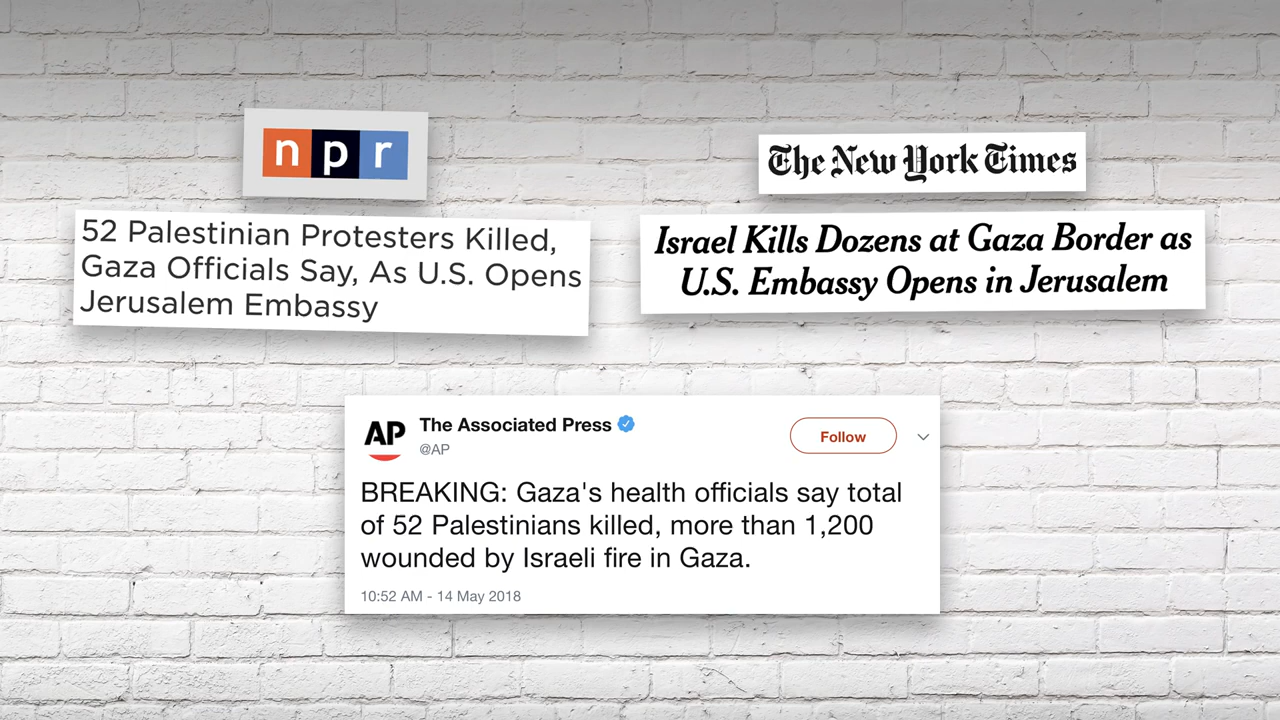 npr
52 Palestinian Protesters Killed,
Gaza Officials Say, As U.S. Opens
Jerusalem Embassy
The New York Times
Israel Kills Dozens at Gaza Border as
U.S. Embassy Opens in Jerusalem
AP
The Associated Press
@AP
Follow
BREAKING: Gaza's health officials say total
of 52 Palestinians killed, more than 1,200
wounded by Israeli fire in Gaza.
10:52 AM - 14 May 2018